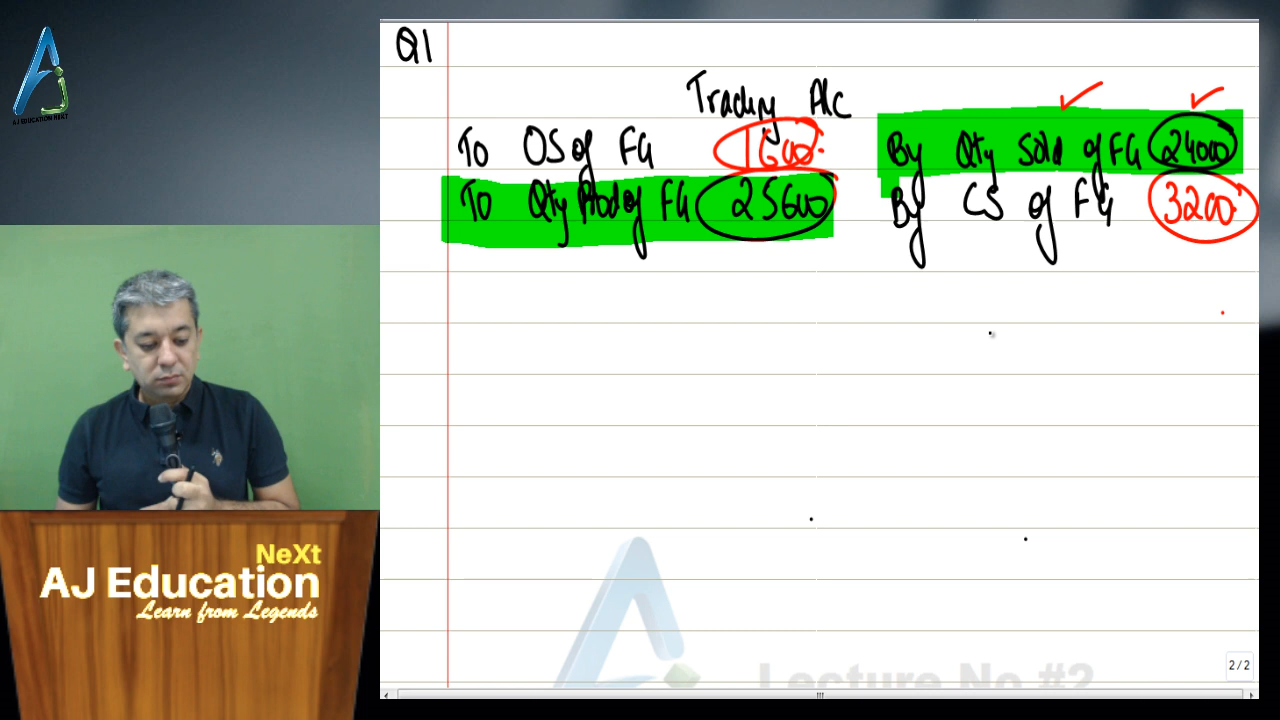 AJ EDUCATION NEXT
Q1
Trading A/c
To OS of FG 1600
By Qty Sold of FG 24000
To Qty Prod of FG 25600
By CS of FG 3200
NeXt
AJ Education
Learn from Legends
2/2
Lecture No #2